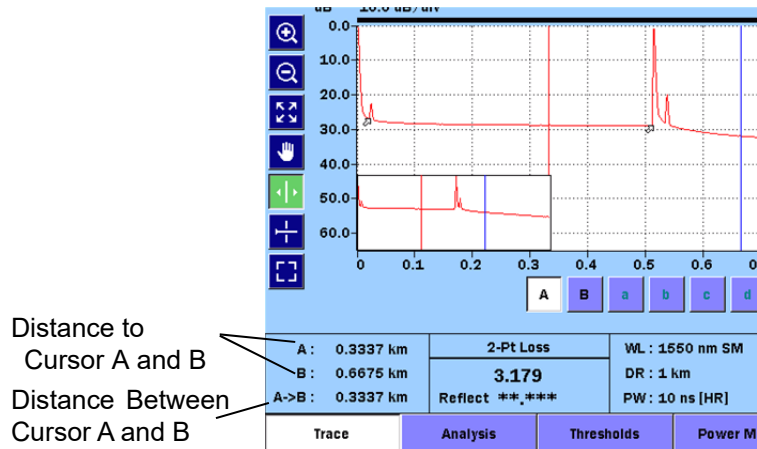 dB 10.0 dB/div
0.0
10.0
20.0
30.0
40.0
50.0
60.0
0 0.1 0.2 0.3 0.4 0.5 0.6
A B a b c d
Distance to
Cursor A and B
Distance Between
Cursor A and B
A : 0.3337 km
B : 0.6675 km
A->B : 0.3337 km
2-Pt Loss
3.179
Reflect **.***
WL : 1550 nm SM
DR : 1 km
PW : 10 ns [HR]
Trace Analysis Thresholds Power M